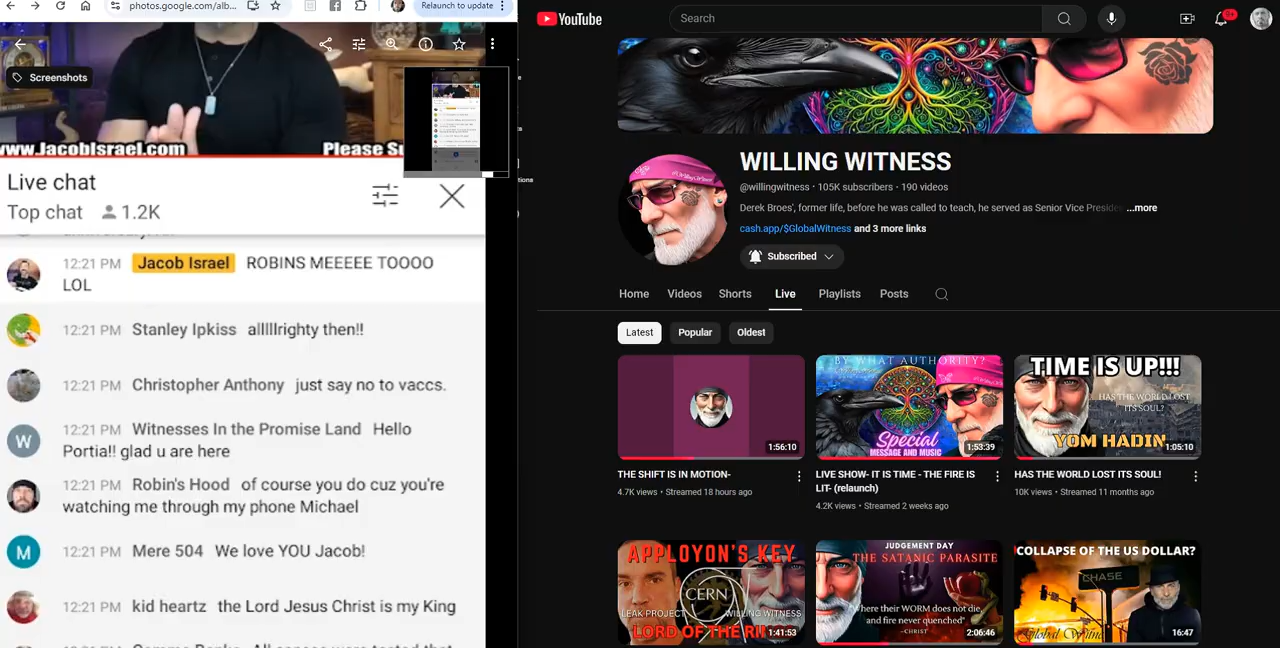 photos.google.com/alb...
Relaunch to update
Screenshots
www.JacobIsrael.com
Please Su
Live chat
Top chat 1.2K
12:21 PM Jacob Israel ROBINS MEEEEE TOOOO
LOL
12:21 PM Stanley Ipkiss allllllrighty then!!
12:21 PM Christopher Anthony just say no to vaccs.
W
12:21 PM Witnesses In the Promise Land Hello
Portia!! glad u are here
12:21 PM Robin's Hood of course you do cuz you're
watching me through my phone Michael
M
12:21 PM Mere 504 We love YOU Jacob!
12:21 PM kid heartz the Lord Jesus Christ is my King
YouTube
Search
WILLING WITNESS
@willingwitness • 105K subscribers • 190 videos
Derek Broes', former life, before he was called to teach, he served as Senior Vice Preside ...more
cash.app/$GlobalWitness and 3 more links
Subscribed
Home Videos Shorts Live Playlists Posts
Latest Popular Oldest
1:56:10
THE SHIFT IS IN MOTION-
4.7K views • Streamed 18 hours ago
BY WHAT AUTHORITY?
Special
MESSAGE AND MUSIC
1:53:39
LIVE SHOW- IT IS TIME - THE FIRE IS
LIT- (relaunch)
4.2K views • Streamed 2 weeks ago
TIME IS UP!!!
HAS THE WORLD LOST
ITS SOUL?
YOM HADIN
1:05:10
HAS THE WORLD LOST ITS SOUL!
10K views • Streamed 11 months ago
APPLOYON'S KEY
CERN
LEAK PROJECT
WILLING WITNESS
LORD OF THE RI
1:41:53
JUDGEMENT DAY
THE SATANIC PARASITE
where their WORM does not die,
and fire never quenched"
-CHRIST
2:06:46
COLLAPSE OF THE US DOLLAR?
CHASE
Global Witne
16:47